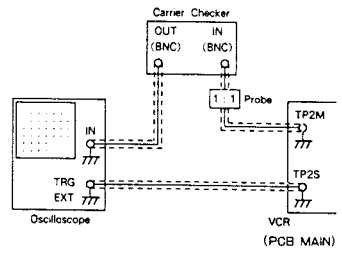 Carrier Checker
OUT IN
(BNC) (BNC)
1 : 1 Probe
TP2M
IN
TP2S
TRG
EXT
Oscilloscope
VCR
(PCB MAIN)